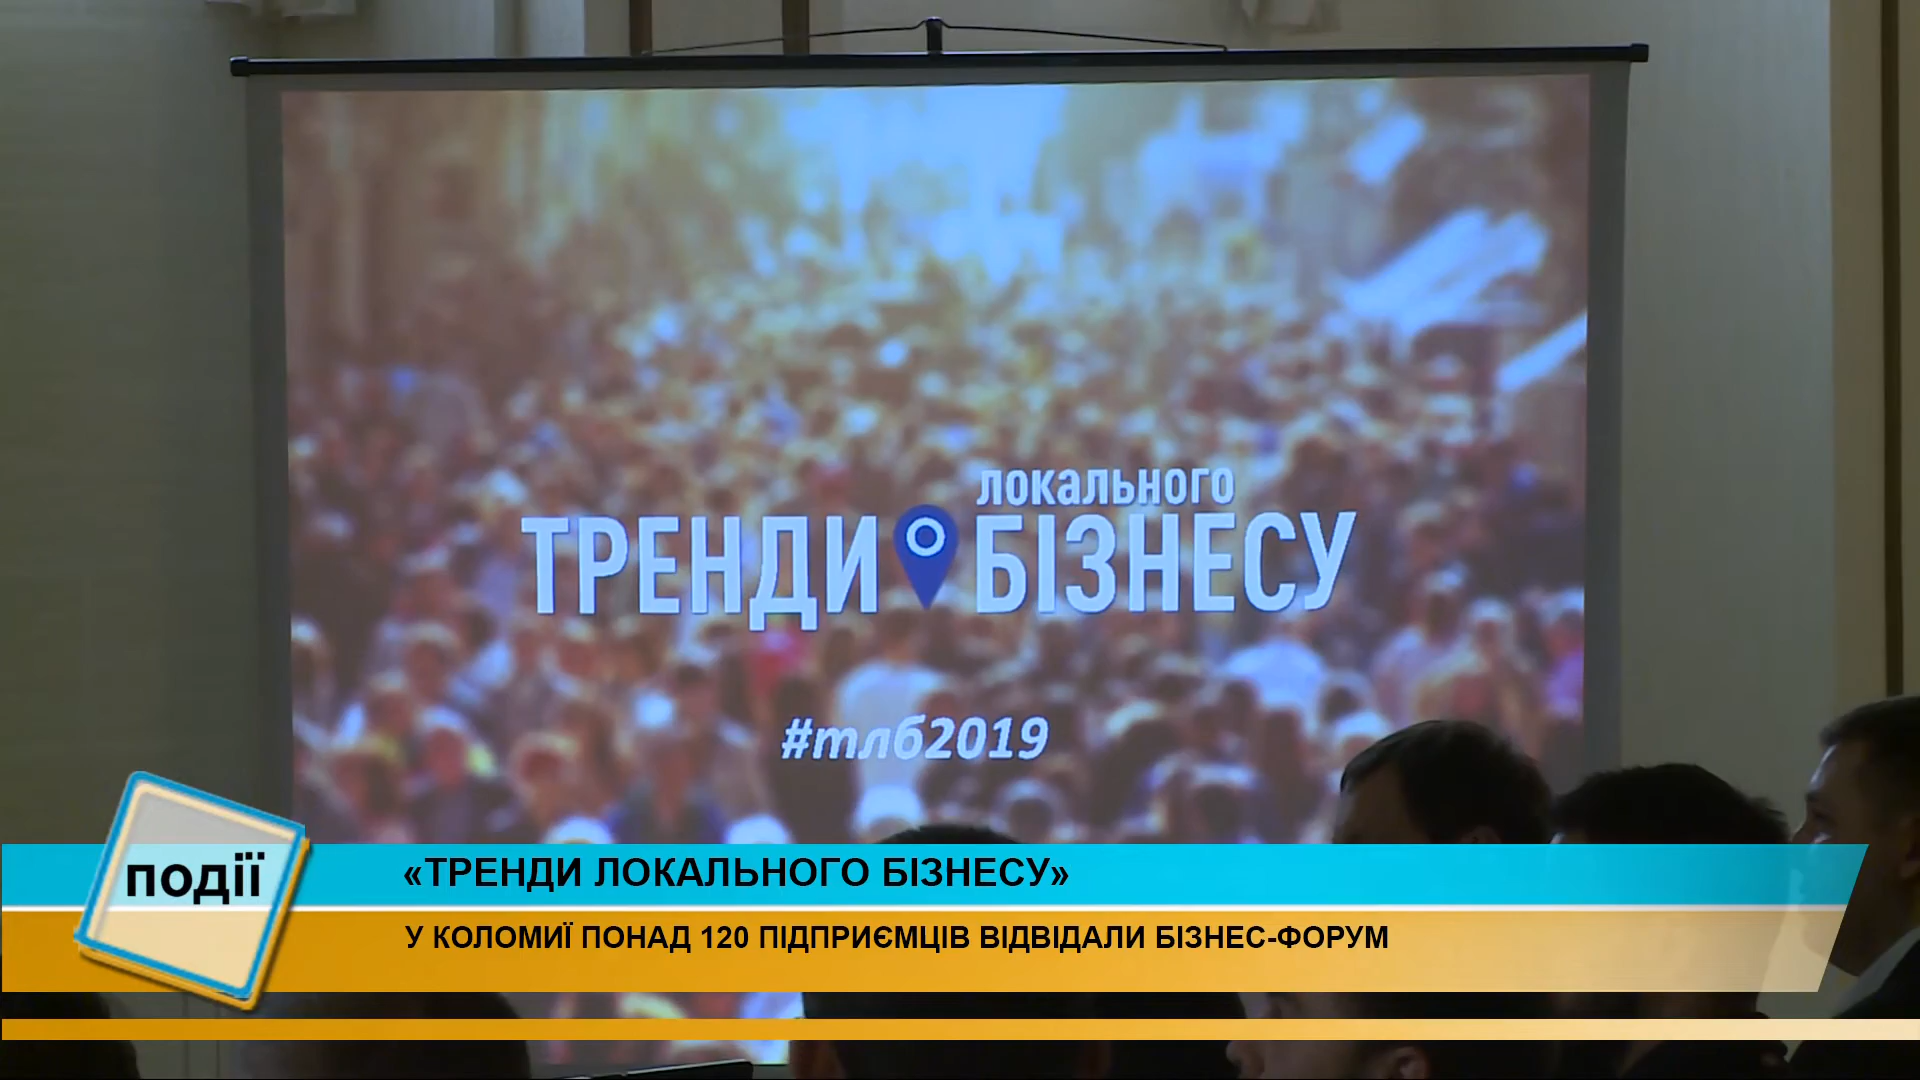 локального
ТРЕНДИ БІЗНЕСУ
#тлб2019
події
«ТРЕНДИ ЛОКАЛЬНОГО БІЗНЕСУ»
У КОЛОМИЇ ПОНАД 120 ПІДПРИЄМЦІВ ВІДВІДАЛИ БІЗНЕС-ФОРУМ